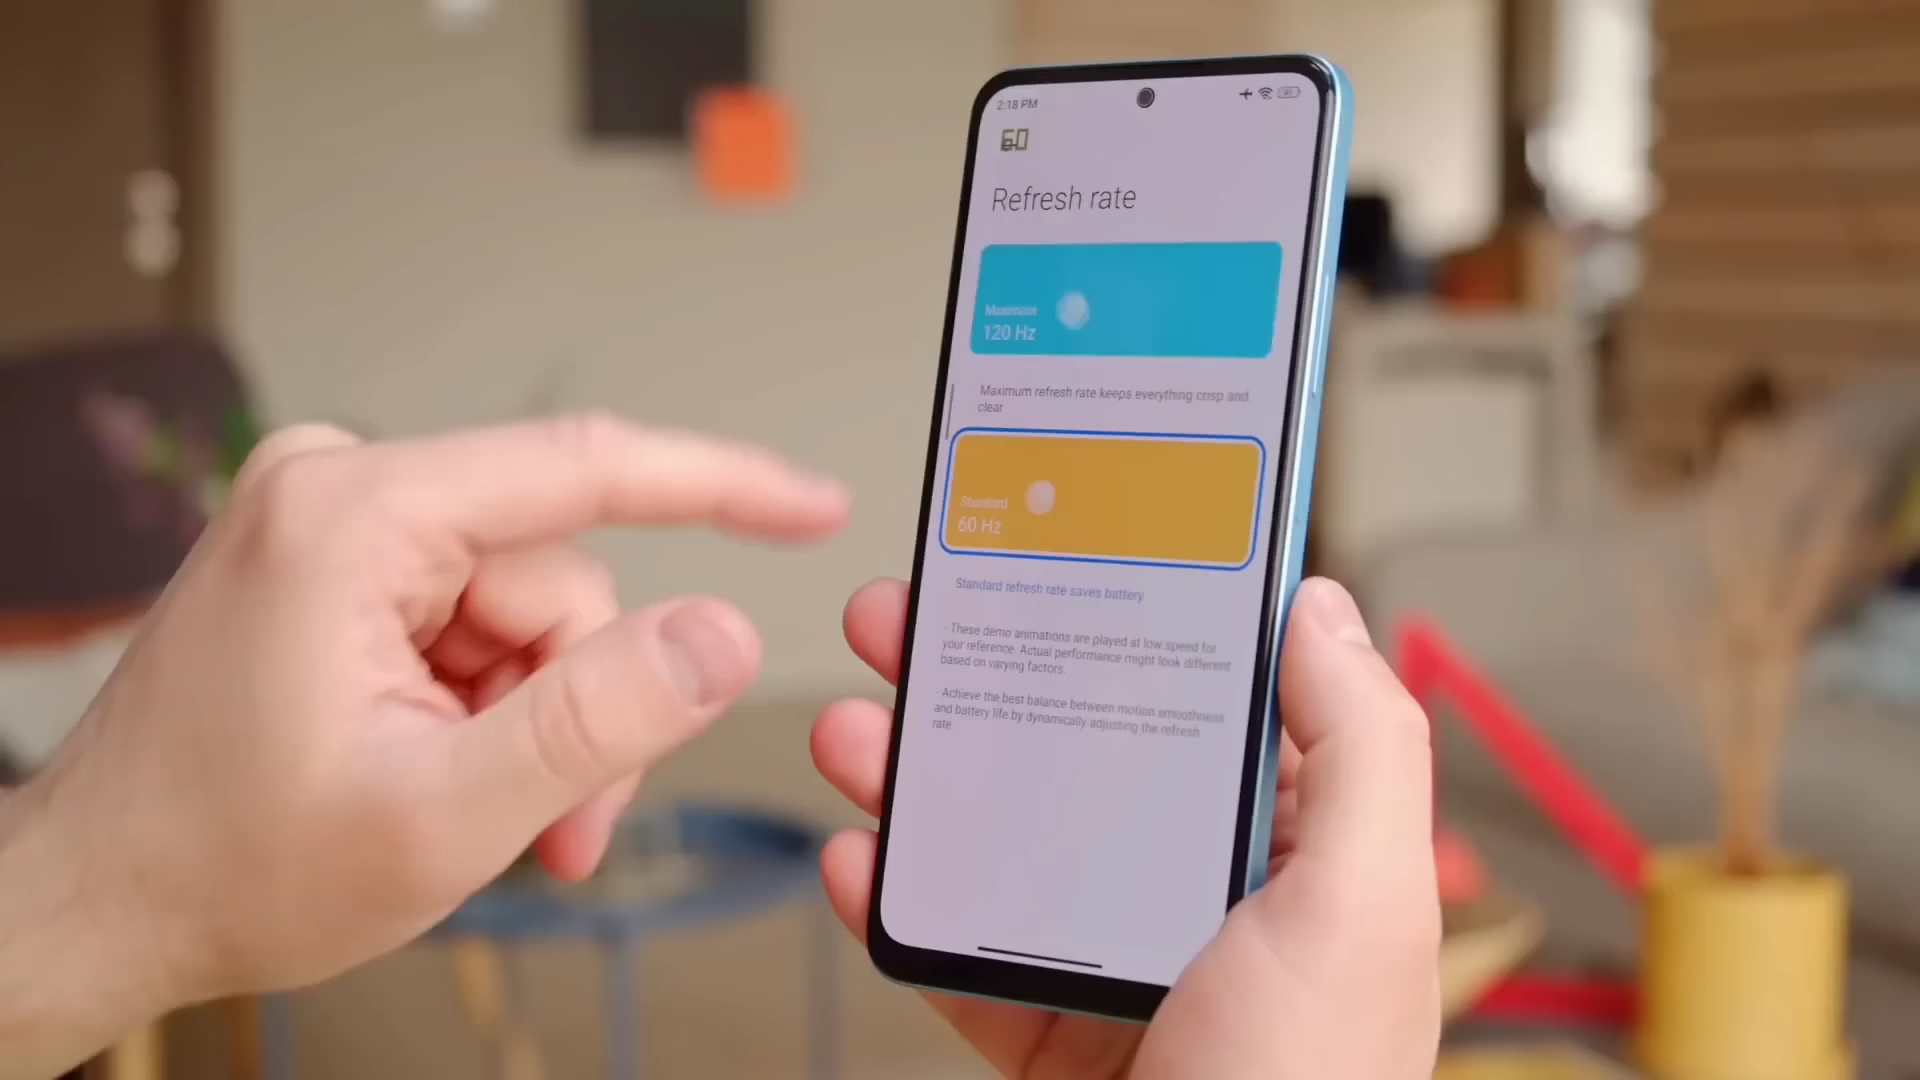 2:18 PM
60
Refresh rate
Maximum
120 Hz
Maximum refresh rate keeps everything crisp and
clear
Standard
60 Hz
Standard refresh rate saves battery
- These demo animations are played at low speed for
your reference. Actual performance might look different
based on varying factors.
- Achieve the best balance between motion smoothness
and battery life by dynamically adjusting the refresh
rate